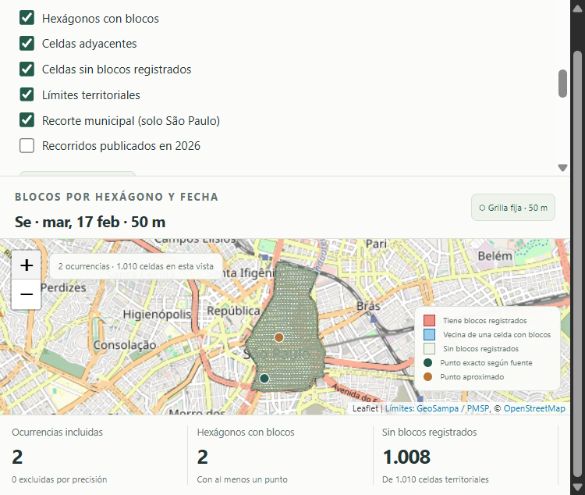 Hexágonos con blocos
Celdas adyacentes
Celdas sin blocos registrados
Límites territoriales
Recorte municipal (solo São Paulo)
Recorridos publicados en 2026
BLOCOS POR HEXÁGONO Y FECHA
Se · mar, 17 feb · 50 m
Grilla fija · 50 m
Campos Elísios
Pari
Belém
+
2 ocurrencias · 1.010 celdas en esta vista
nta Ifigên
−
Perdizes
República
Brás
Higienópolis
Consolação
Tiene blocos registrados
Vecina de una celda con blocos
Sin blocos registrados
Punto exacto según fuente
Punto aproximado
Avenida do
Morro dos
Leaflet | Límites: GeoSampa / PMSP, © OpenStreetMap
Ocurrencias incluidas
2
0 excluidas por precisión
Hexágonos con blocos
2
Con al menos un punto
Sin blocos registrados
1.008
De 1.010 celdas territoriales